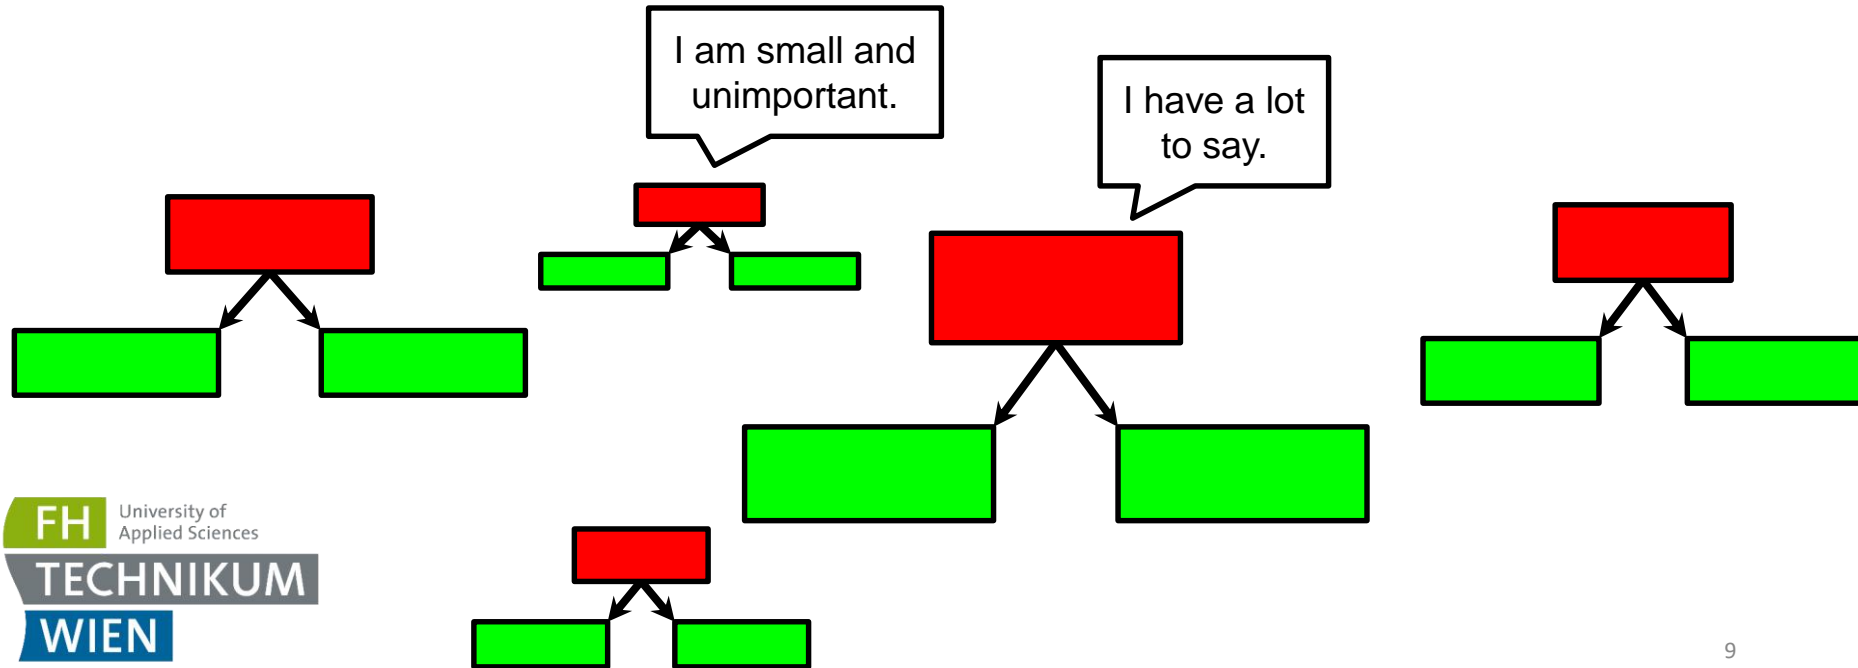 I am small and
unimportant.
I have a lot
to say.
FH
University of
Applied Sciences
TECHNIKUM
WIEN
9